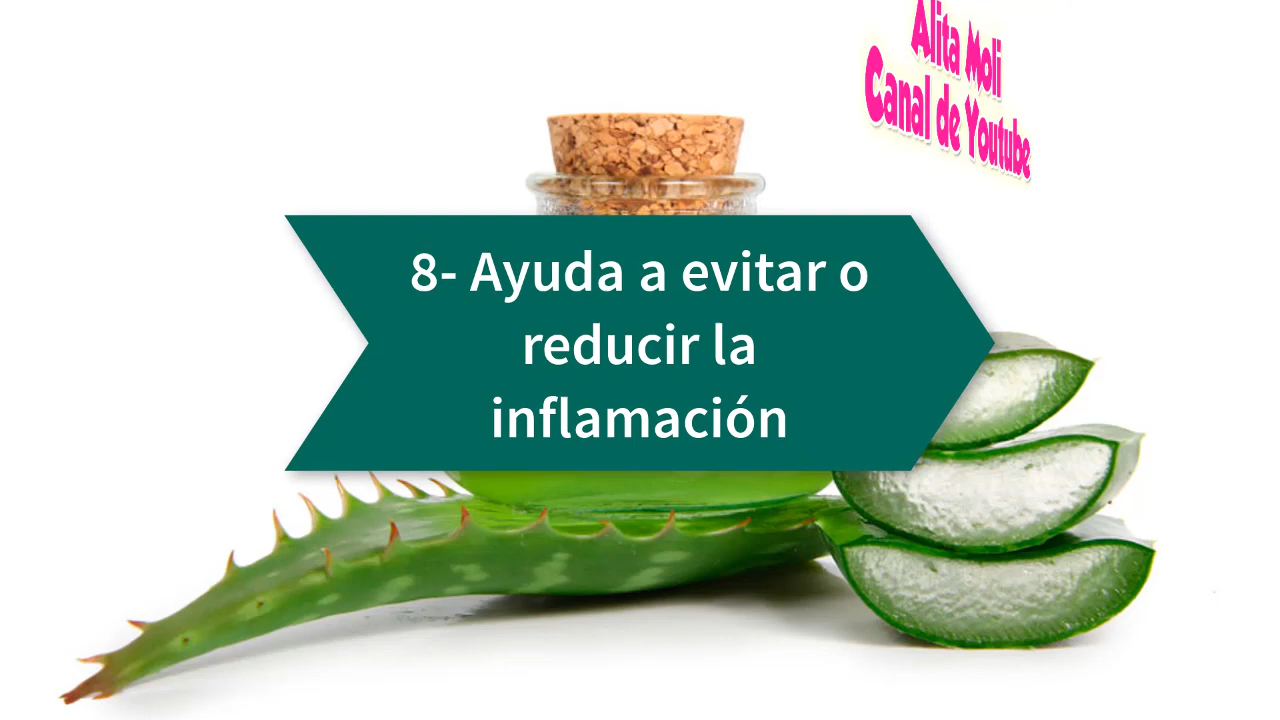 Alita Moli
Canal de Youtube
8- Ayuda a evitar o
reducir la
inflamación